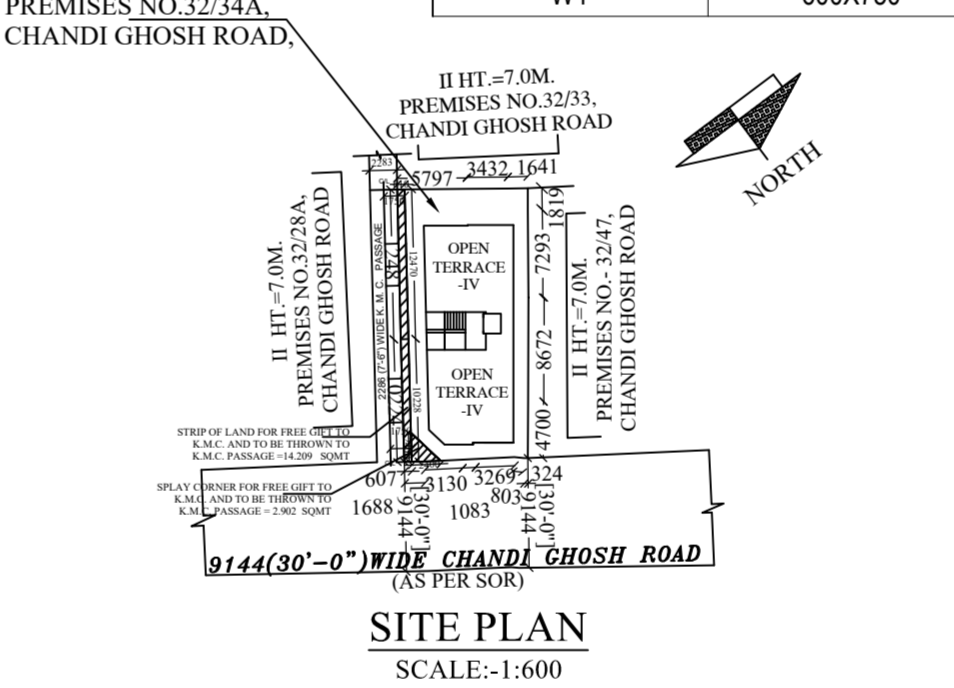 PREMISES NO.32/34A,
CHANDI GHOSH ROAD,
W1
600X750
II HT.=7.0M.
PREMISES NO.32/33,
CHANDI GHOSH ROAD
NORTH
2283
5797
3432
1641
1819
7293
8672
4700
II HT.=7.0M.
PREMISES NO.32/28A,
CHANDI GHOSH ROAD
2286 (7'-6") WIDE K. M. C. PASSAGE
12481
12470
10224
10228
OPEN
TERRACE
-IV
OPEN
TERRACE
-IV
II HT.=7.0M.
PREMISES NO.- 32/47,
CHANDI GHOSH ROAD
STRIP OF LAND FOR FREE GIFT TO
K.M.C. AND TO BE THROWN TO
K.M.C. PASSAGE =14.209 SQMT
SPLAY CORNER FOR FREE GIFT TO
K.M.C. AND TO BE THROWN TO
K.M.C. PASSAGE = 2.902 SQMT
607
3130
3269
324
803
1688
1083
9144
[30'-0"]
9144
[30'-0"]
9144(30'-0")WIDE CHANDI GHOSH ROAD
(AS PER SOR)
SITE PLAN
SCALE:-1:600